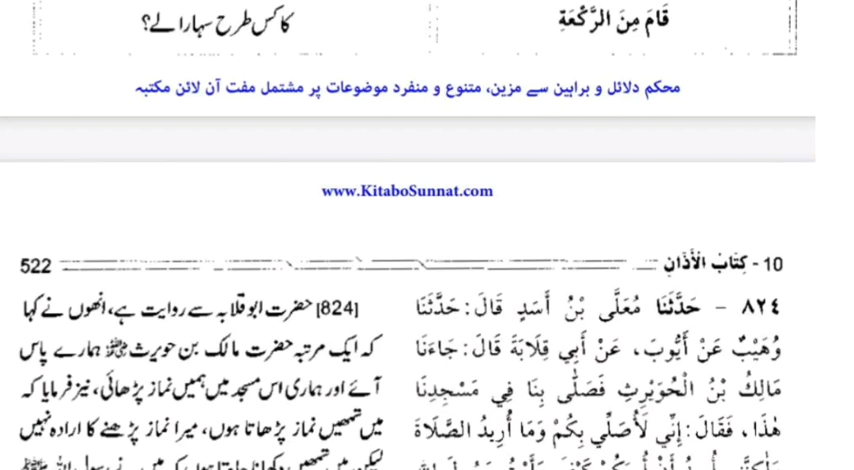 قَامَ مِنَ الرَّكْعَةِ
کا کس طرح سہارا لے؟
محکم دلائل و براہین سے مزین، متنوع و منفرد موضوعات پر مشتمل مفت آن لائن مکتبہ
www.KitaboSunnat.com
10 - كِتَابُ الْأَذَانِ
522
٨٢٤ - حَدَّثَنَا مُعَلَّى بْنُ أَسَدٍ قَالَ: حَدَّثَنَا
وُهَيْبٌ عَنْ أَيُّوبَ، عَنْ أَبِي قِلَابَةَ قَالَ: جَاءَنَا
مَالِكُ بْنُ الْحُوَيْرِثِ فَصَلَّى بِنَا فِي مَسْجِدِنَا
هٰذَا، فَقَالَ: إِنِّي لَأُصَلِّي بِكُمْ وَمَا أُرِيدُ الصَّلَاةَ
[824] حضرت ابو قلابہ سے روایت ہے، انھوں نے کہا
کہ ایک مرتبہ حضرت مالک بن حویرث ﷜ ہمارے پاس
آئے اور ہماری اس مسجد میں ہمیں نماز پڑھائی، نیز فرمایا کہ
میں تمھیں نماز پڑھاتا ہوں، میرا نماز پڑھنے کا ارادہ نہیں